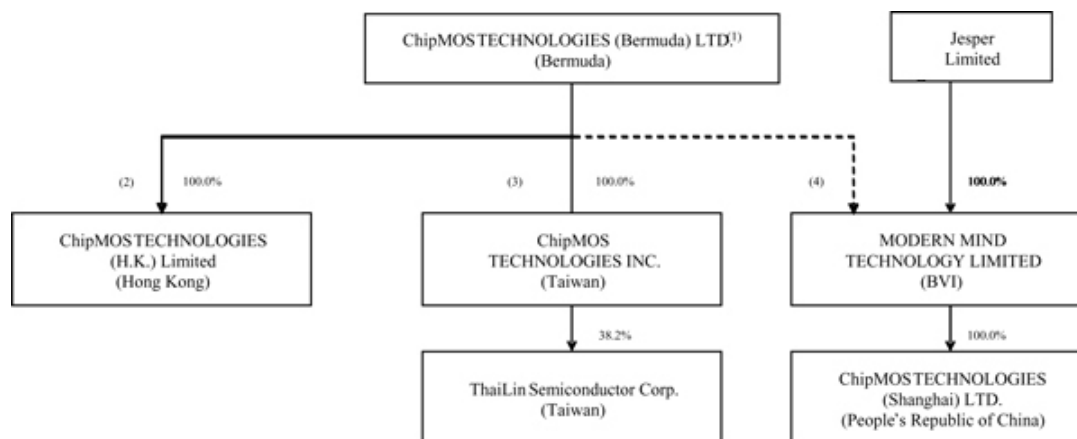 ChipMOS TECHNOLOGIES (Bermuda) LTD.(1)
(Bermuda)
Jesper
Limited
(2)
100.0%
(3)
100.0%
(4)
100.0%
ChipMOS TECHNOLOGIES
(H.K.) Limited
(Hong Kong)
ChipMOS
TECHNOLOGIES INC.
(Taiwan)
MODERN MIND
TECHNOLOGY LIMITED
(BVI)
38.2%
100.0%
ThaiLin Semiconductor Corp.
(Taiwan)
ChipMOS TECHNOLOGIES
(Shanghai) LTD.
(People's Republic of China)